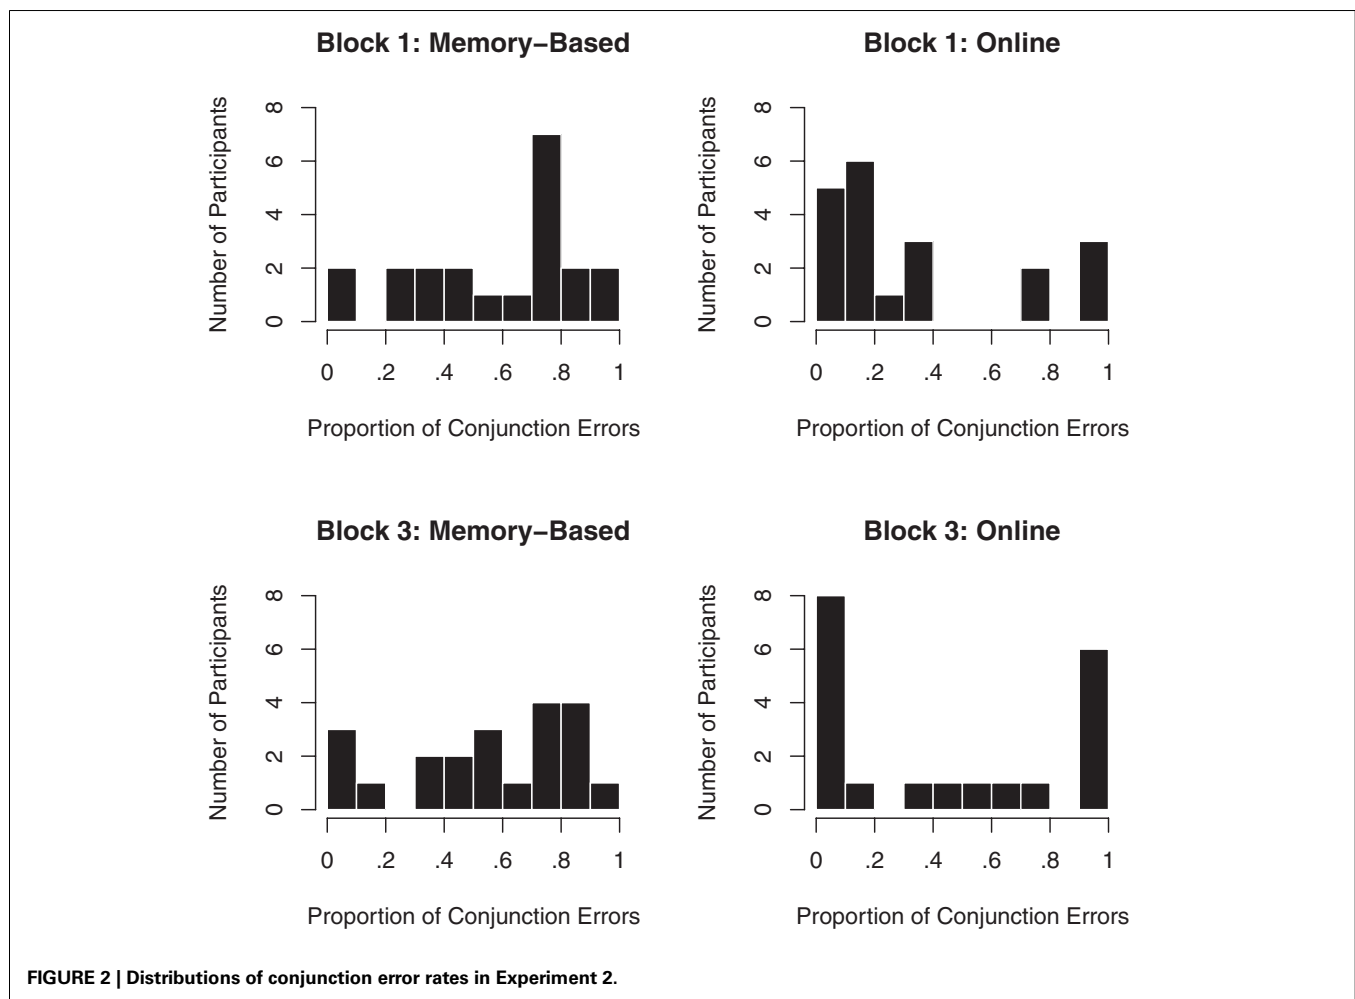 Block 1: Memory−Based
Number of Participants
0 2 4 6 8
0 .2 .4 .6 .8 1
Proportion of Conjunction Errors
Block 1: Online
Number of Participants
0 2 4 6 8
0 .2 .4 .6 .8 1
Proportion of Conjunction Errors
Block 3: Memory−Based
Number of Participants
0 2 4 6 8
0 .2 .4 .6 .8 1
Proportion of Conjunction Errors
Block 3: Online
Number of Participants
0 2 4 6 8
0 .2 .4 .6 .8 1
Proportion of Conjunction Errors
FIGURE 2 | Distributions of conjunction error rates in Experiment 2.